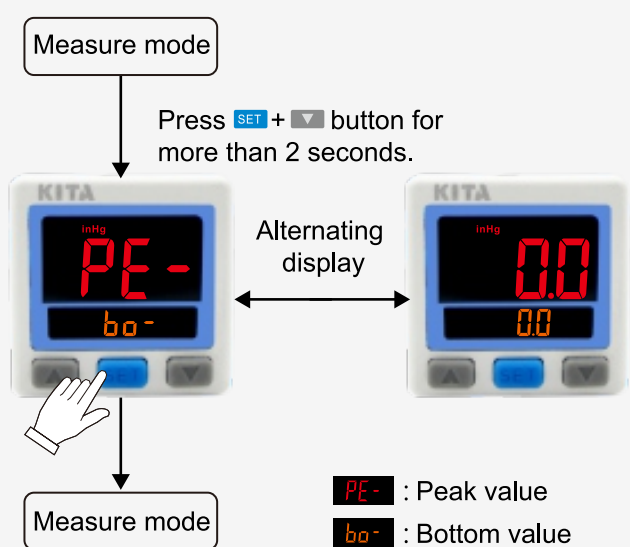 Measure mode
Press SET + ▼ button for
more than 2 seconds.
KITA
inHg
PE-
bo-
SET
Alternating
display
KITA
inHg
0.0
0.0
SET
Measure mode
PE- : Peak value
bo- : Bottom value